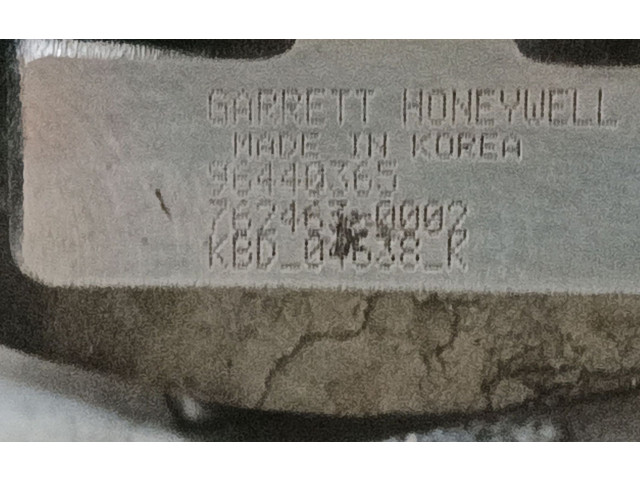 GARRETT HONEYWELL
MADE IN KOREA
96440365
762463-0002
KBD_04638_K